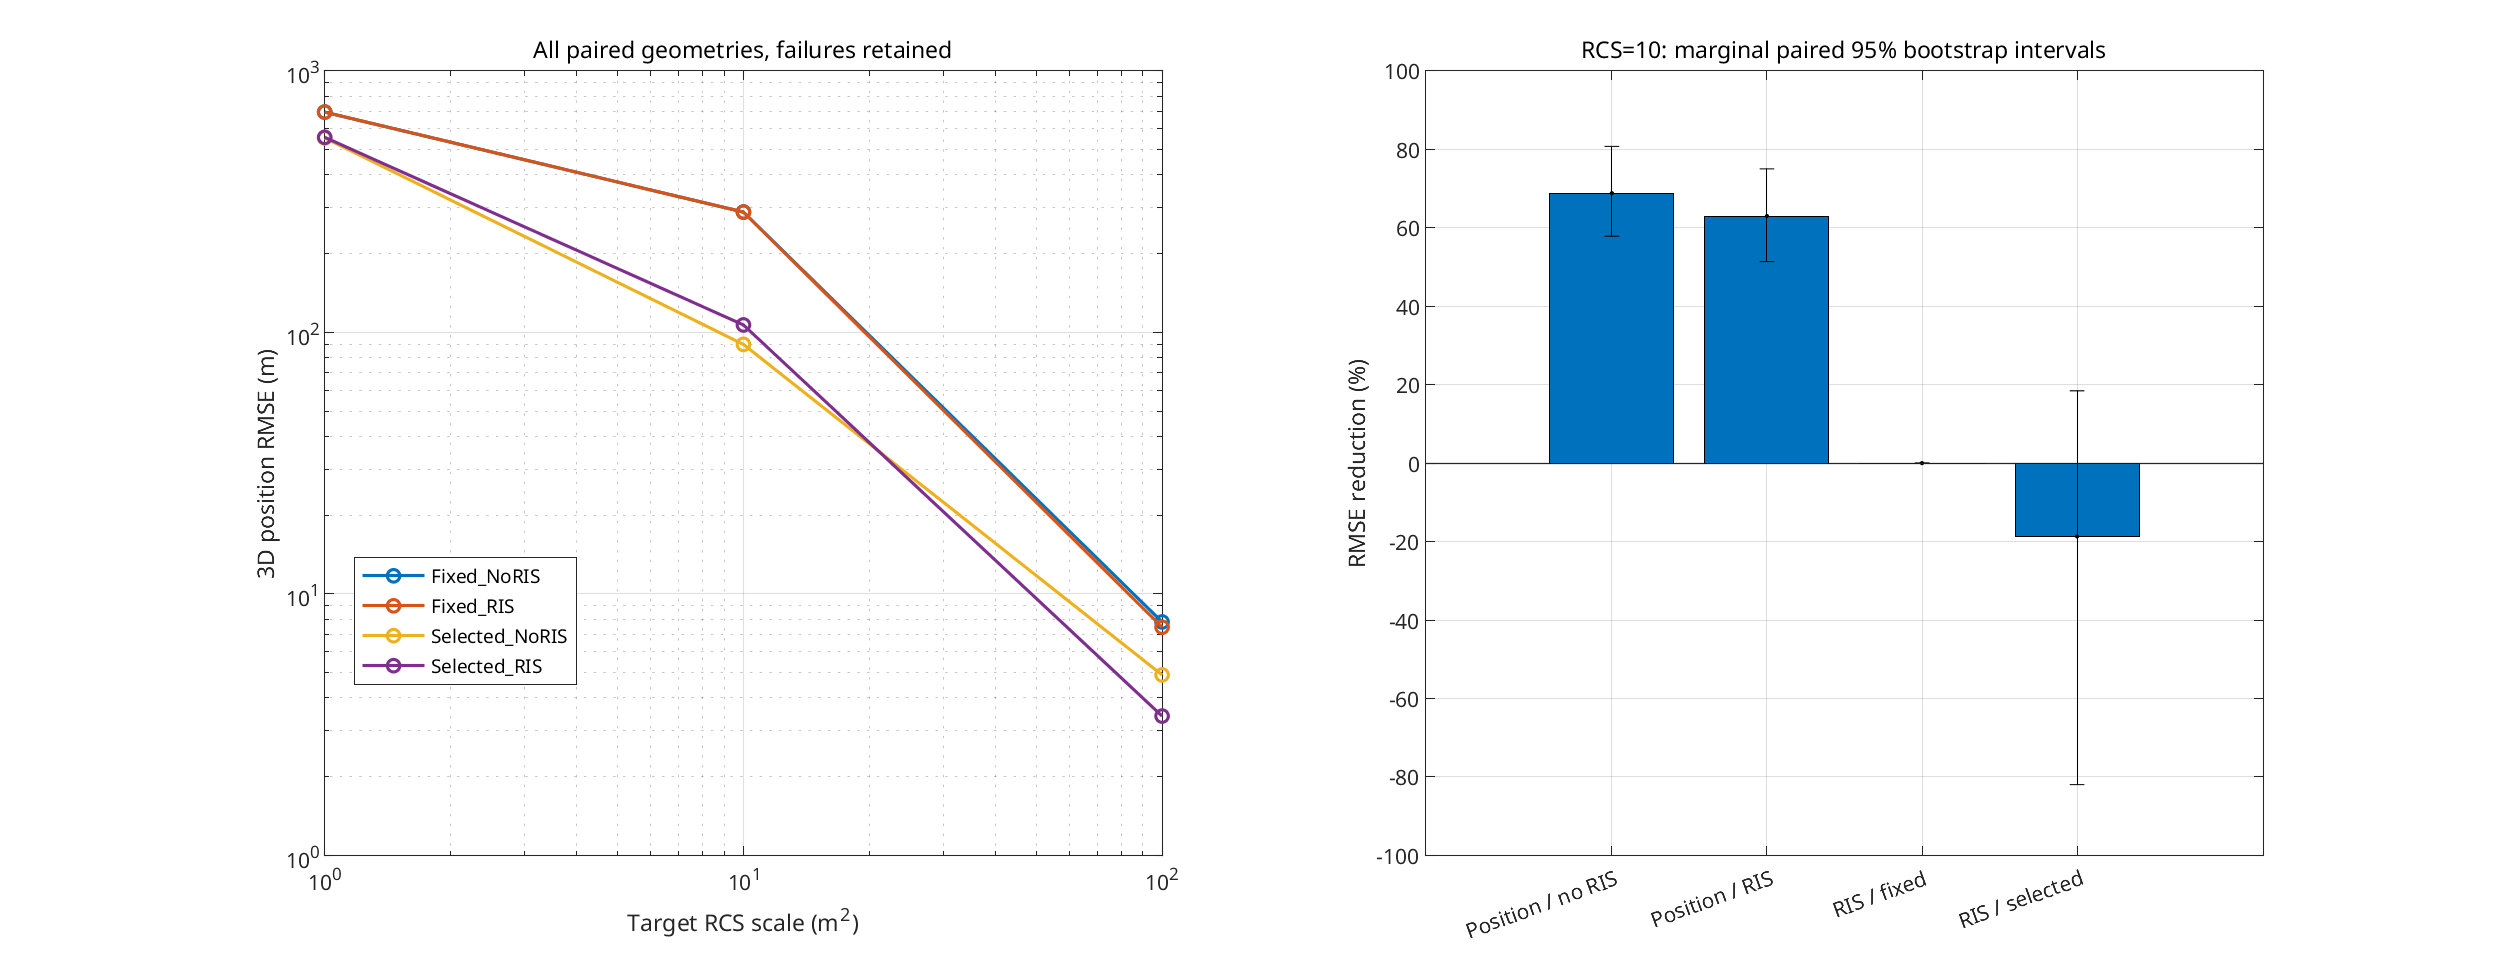 All paired geometries, failures retained
10^3
10^2
10^1
10^0
10^0
10^1
10^2
3D position RMSE (m)
Target RCS scale (m^2)
Fixed_NoRIS
Fixed_RIS
Selected_NoRIS
Selected_RIS
RCS=10: marginal paired 95% bootstrap intervals
100
80
60
40
20
0
-20
-40
-60
-80
-100
RMSE reduction (%)
Position / no RIS
Position / RIS
RIS / fixed
RIS / selected